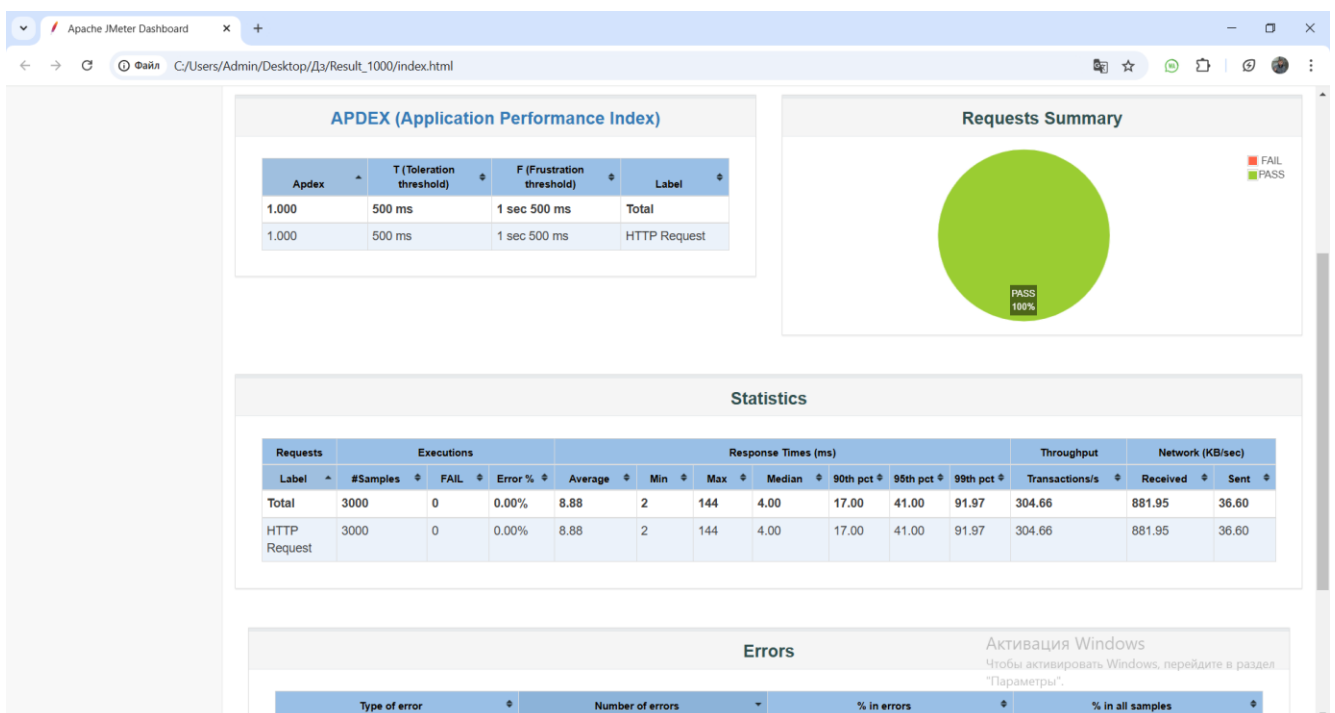 Apache JMeter Dashboard
Файл C:/Users/Admin/Desktop/Дз/Result_1000/index.html
APDEX (Application Performance Index)
Apdex T (Toleration threshold) F (Frustration threshold) Label
1.000 500 ms 1 sec 500 ms Total
1.000 500 ms 1 sec 500 ms HTTP Request
Requests Summary
FAIL
PASS
PASS
100%
Statistics
Requests Executions Response Times (ms) Throughput Network (KB/sec)
Label #Samples FAIL Error % Average Min Max Median 90th pct 95th pct 99th pct Transactions/s Received Sent
Total 3000 0 0.00% 8.88 2 144 4.00 17.00 41.00 91.97 304.66 881.95 36.60
HTTP Request 3000 0 0.00% 8.88 2 144 4.00 17.00 41.00 91.97 304.66 881.95 36.60
Errors
Активация Windows
Чтобы активировать Windows, перейдите в раздел
"Параметры".
Type of error Number of errors % in errors % in all samples